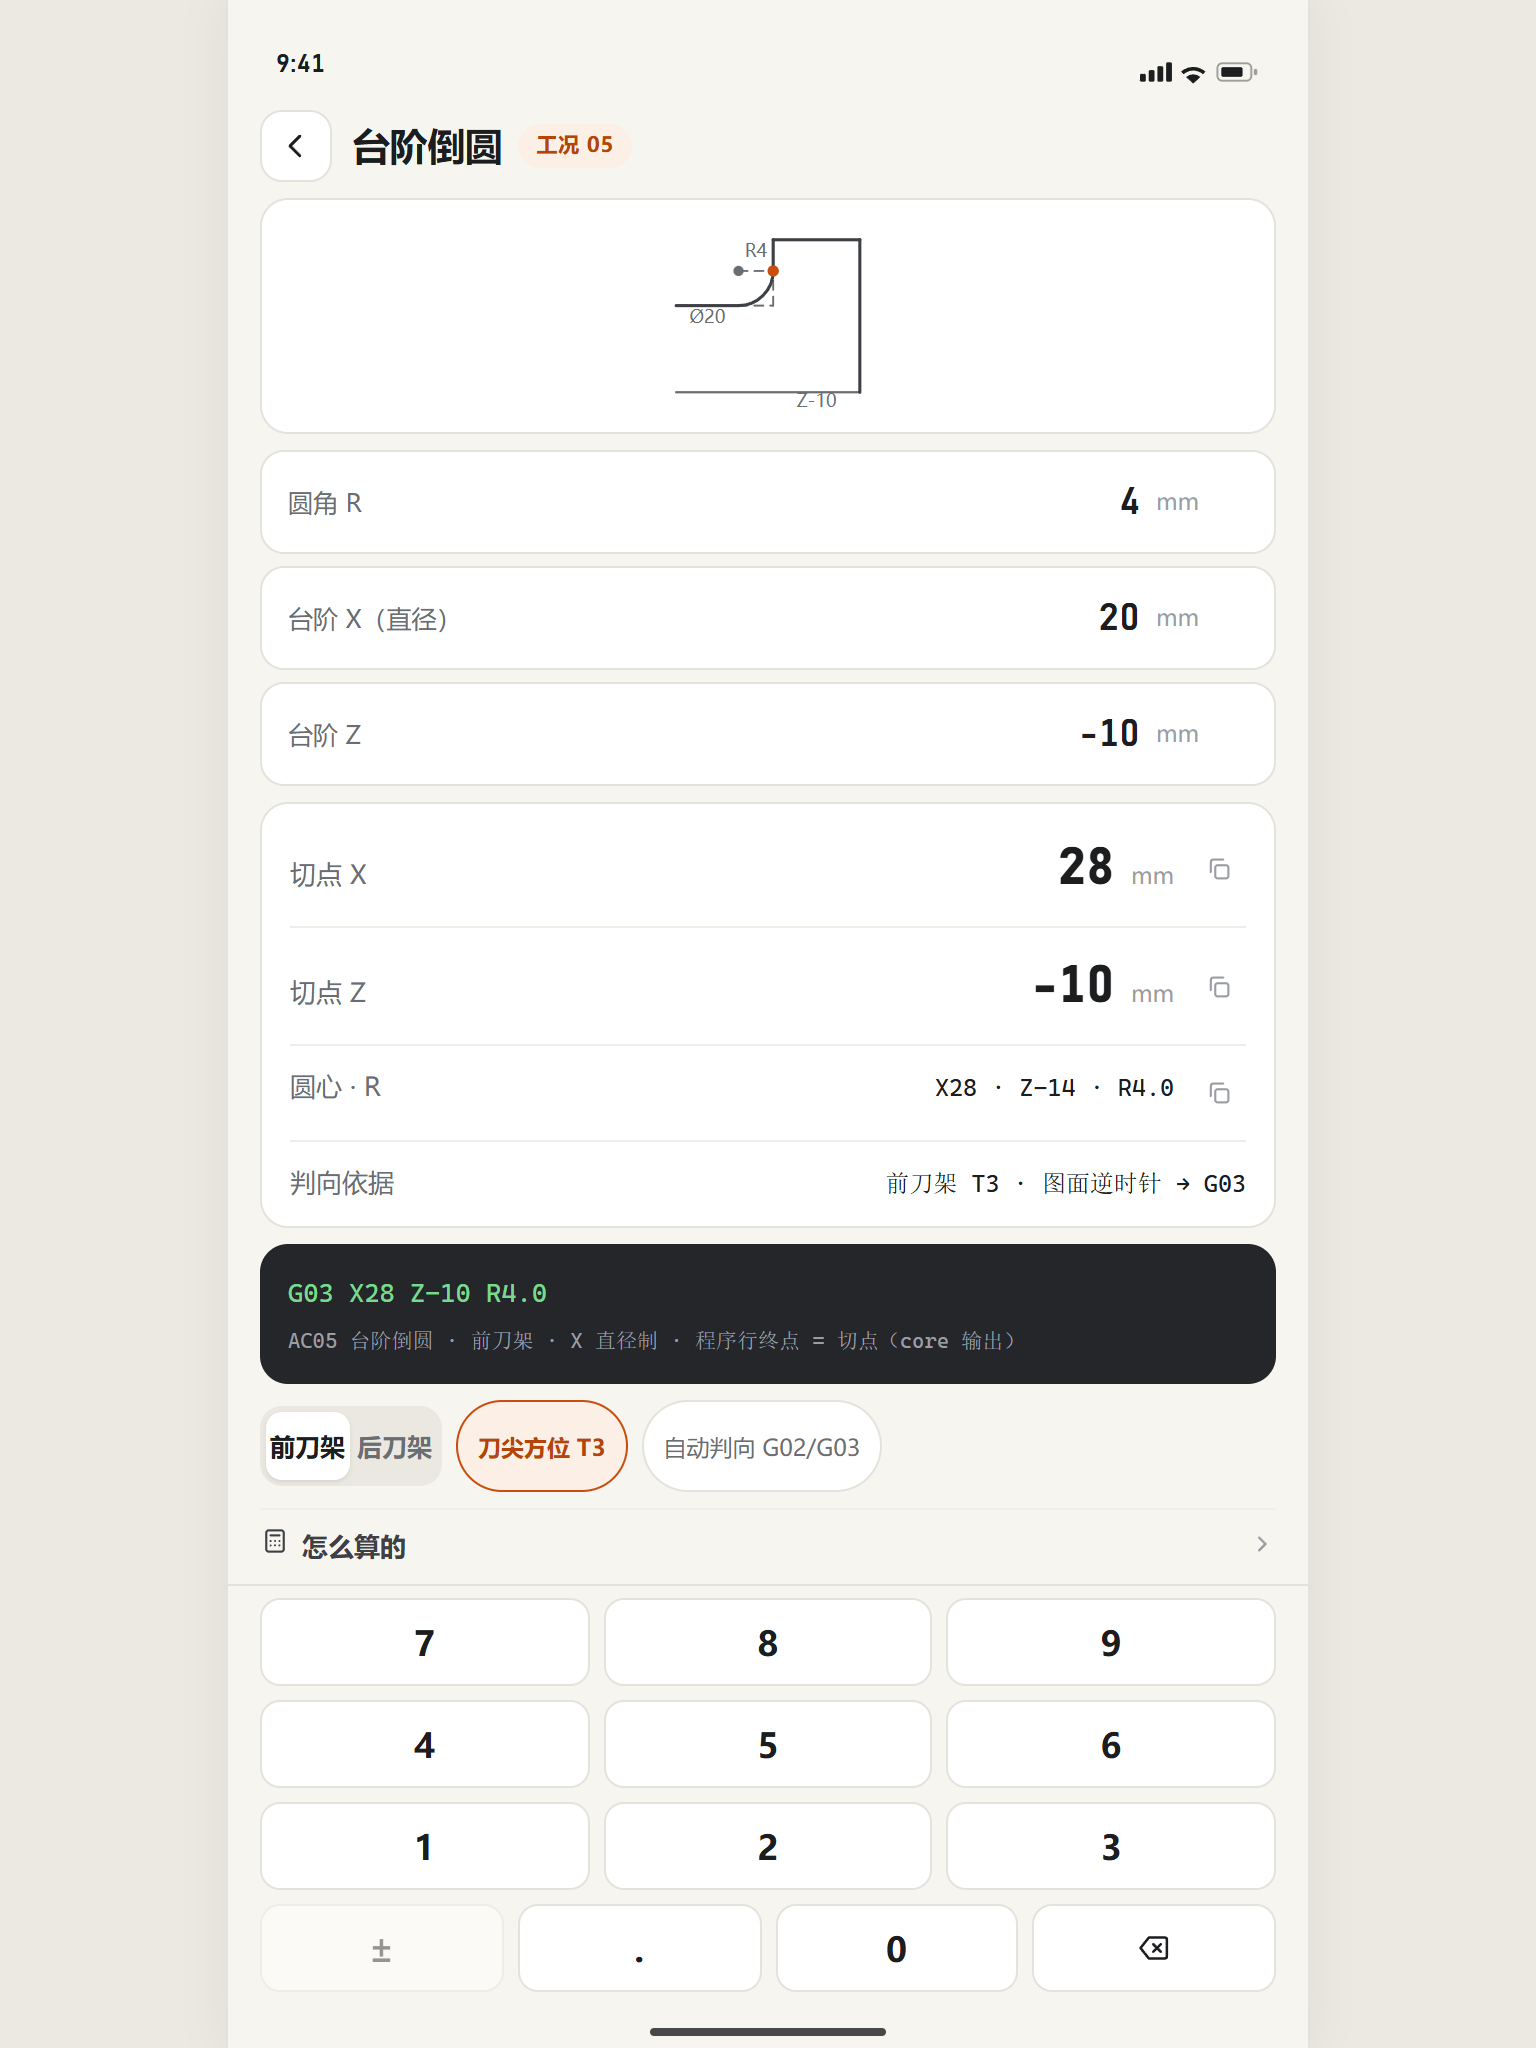 9:41
台阶倒圆 工况 05
R4
Ø20
Z-10
圆角 R 4 mm
台阶 X（直径） 20 mm
台阶 Z -10 mm
切点 X 28 mm
切点 Z -10 mm
圆心 · R X28 · Z-14 · R4.0
判向依据 前刀架 T3 · 图面逆时针 → G03
G03 X28 Z-10 R4.0
AC05 台阶倒圆 · 前刀架 · X 直径制 · 程序行终点 = 切点（core 输出）
前刀架 后刀架 刀尖方位 T3 自动判向 G02/G03
怎么算的
7 8 9
4 5 6
1 2 3
± . 0